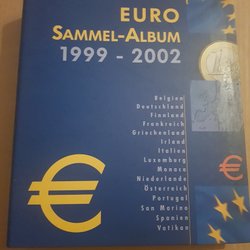 EURO
SAMMEL-ALBUM
1999 - 2002
Belgien
Deutschland
Finnland
Frankreich
Griechenland
Irland
Italien
Luxemburg
Monaco
Niederlande
Österreich
Portugal
San Marino
Spanien
Vatikan
€
€